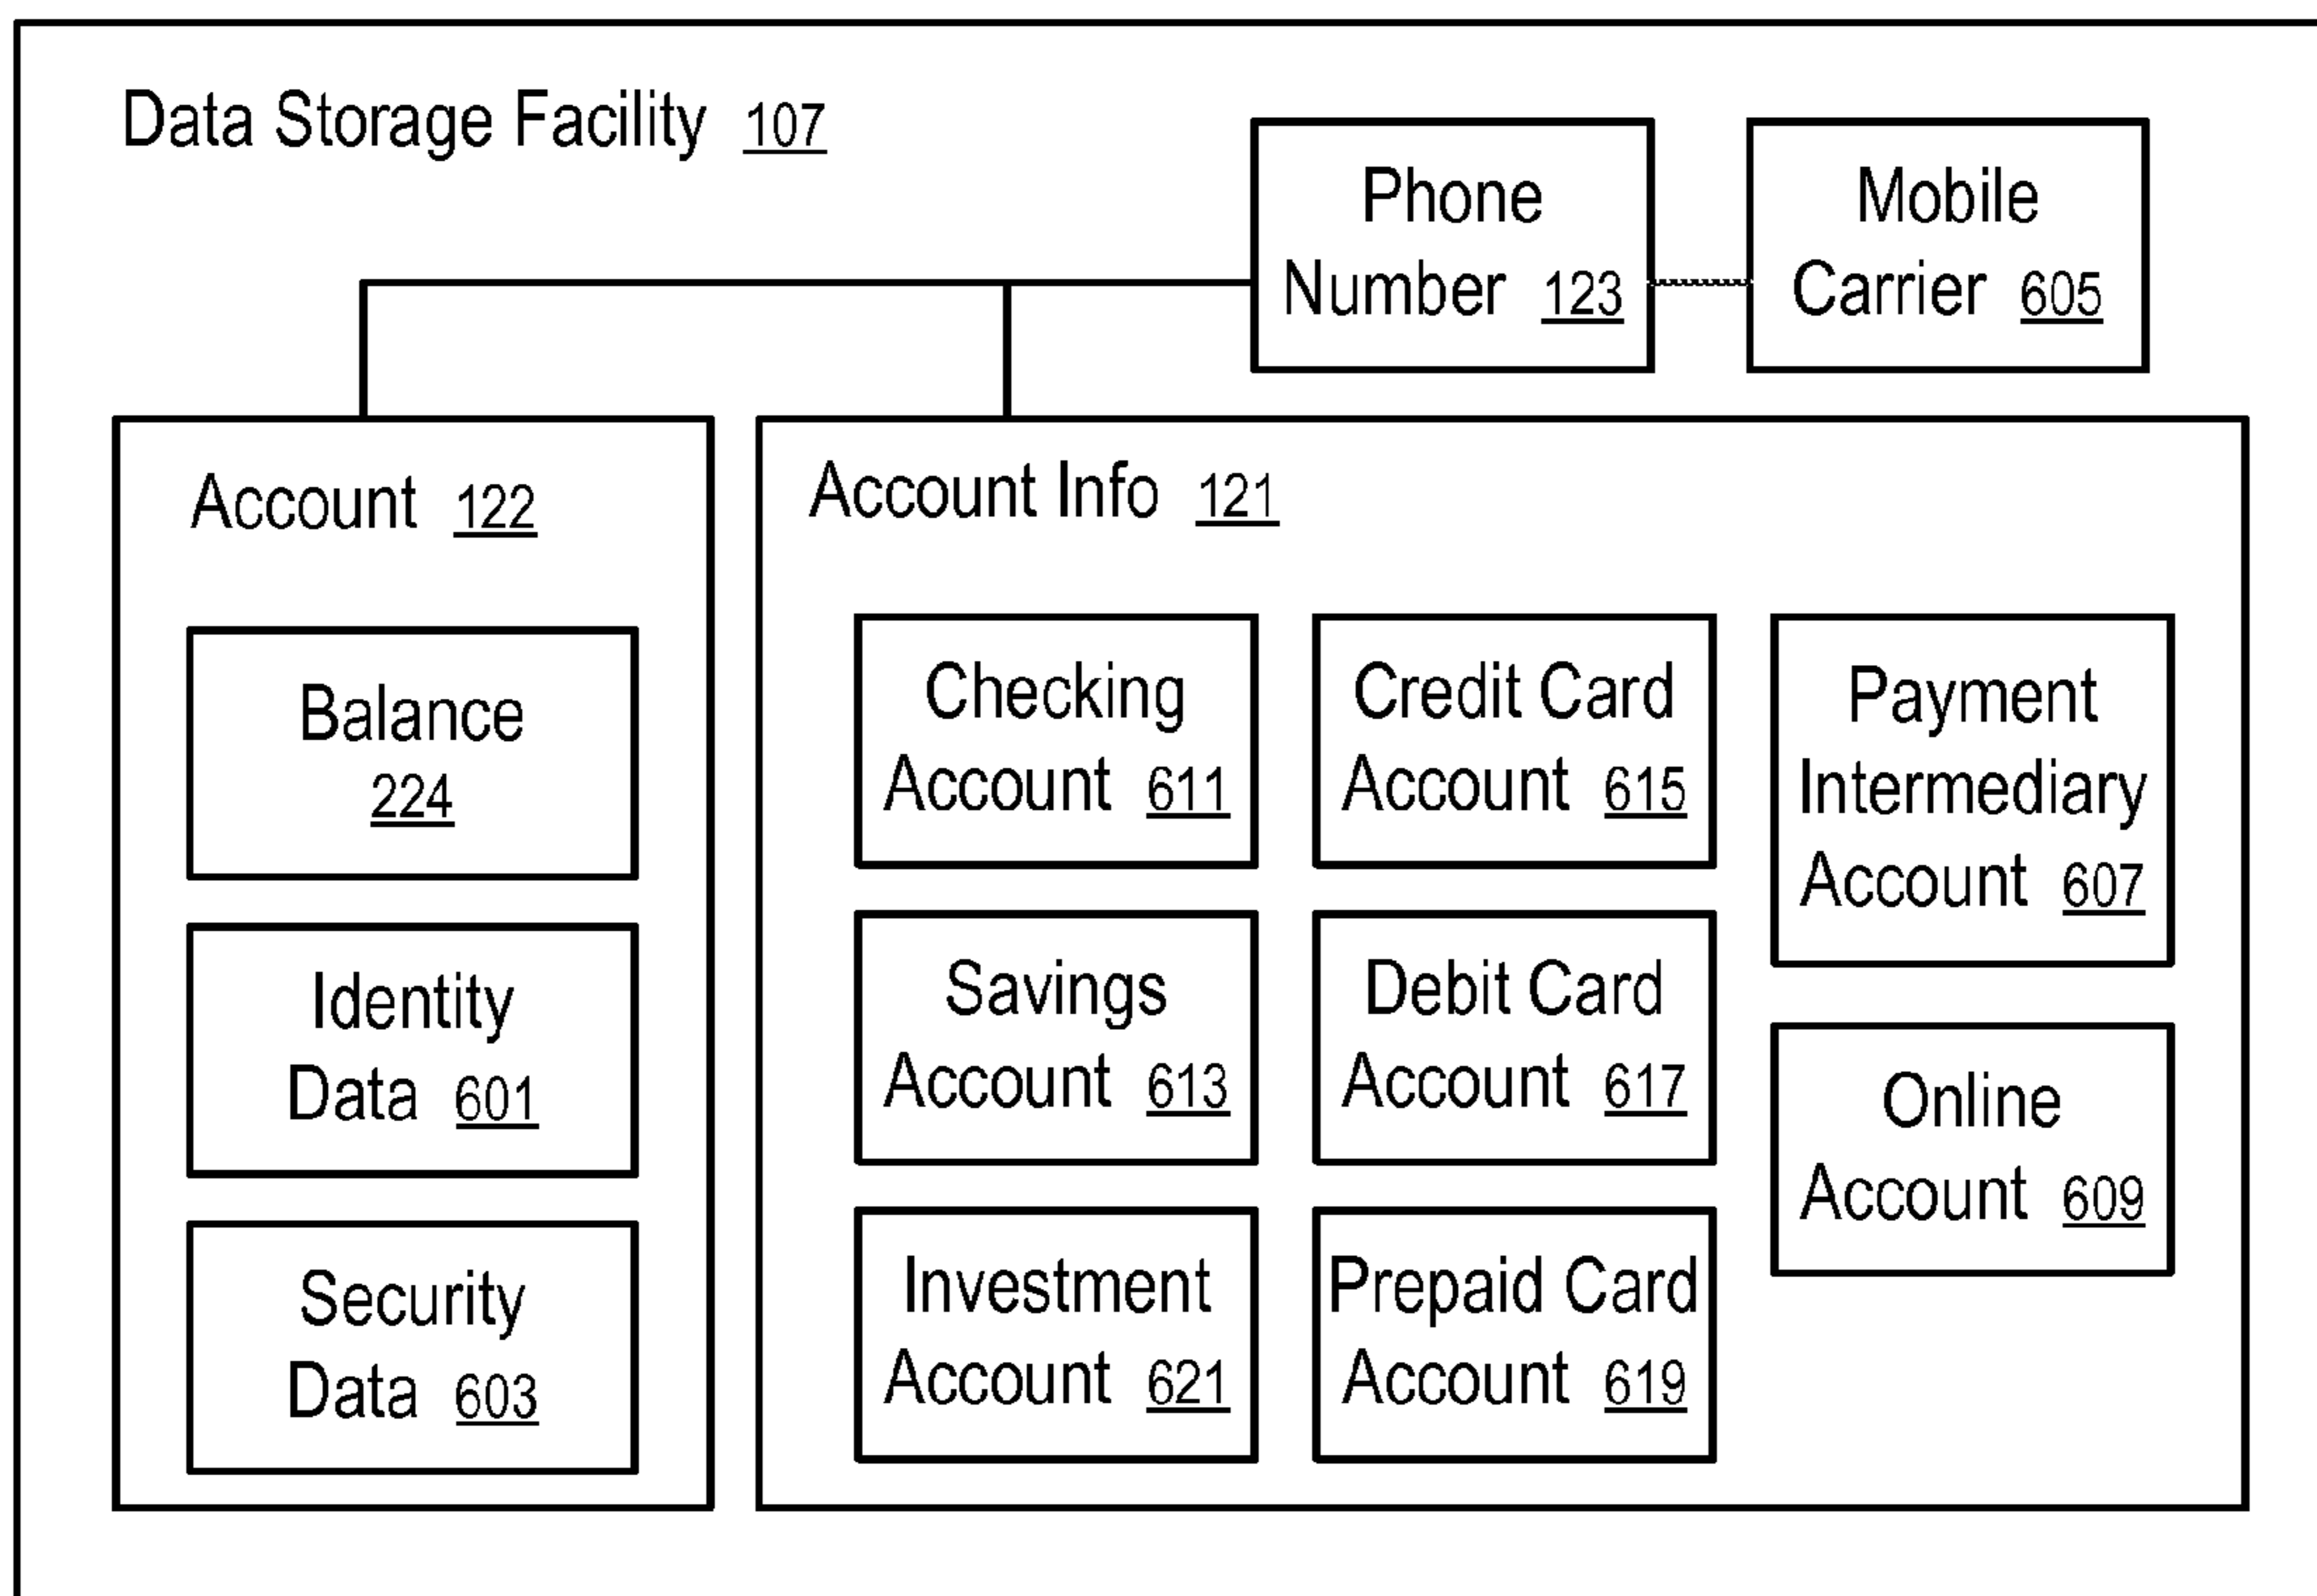 Data Storage Facility 107
Phone
Number 123
Mobile
Carrier 605
Account 122
Balance
224
Identity
Data 601
Security
Data 603
Account Info 121
Checking
Account 611
Credit Card
Account 615
Payment
Intermediary
Account 607
Savings
Account 613
Debit Card
Account 617
Online
Account 609
Investment
Account 621
Prepaid Card
Account 619